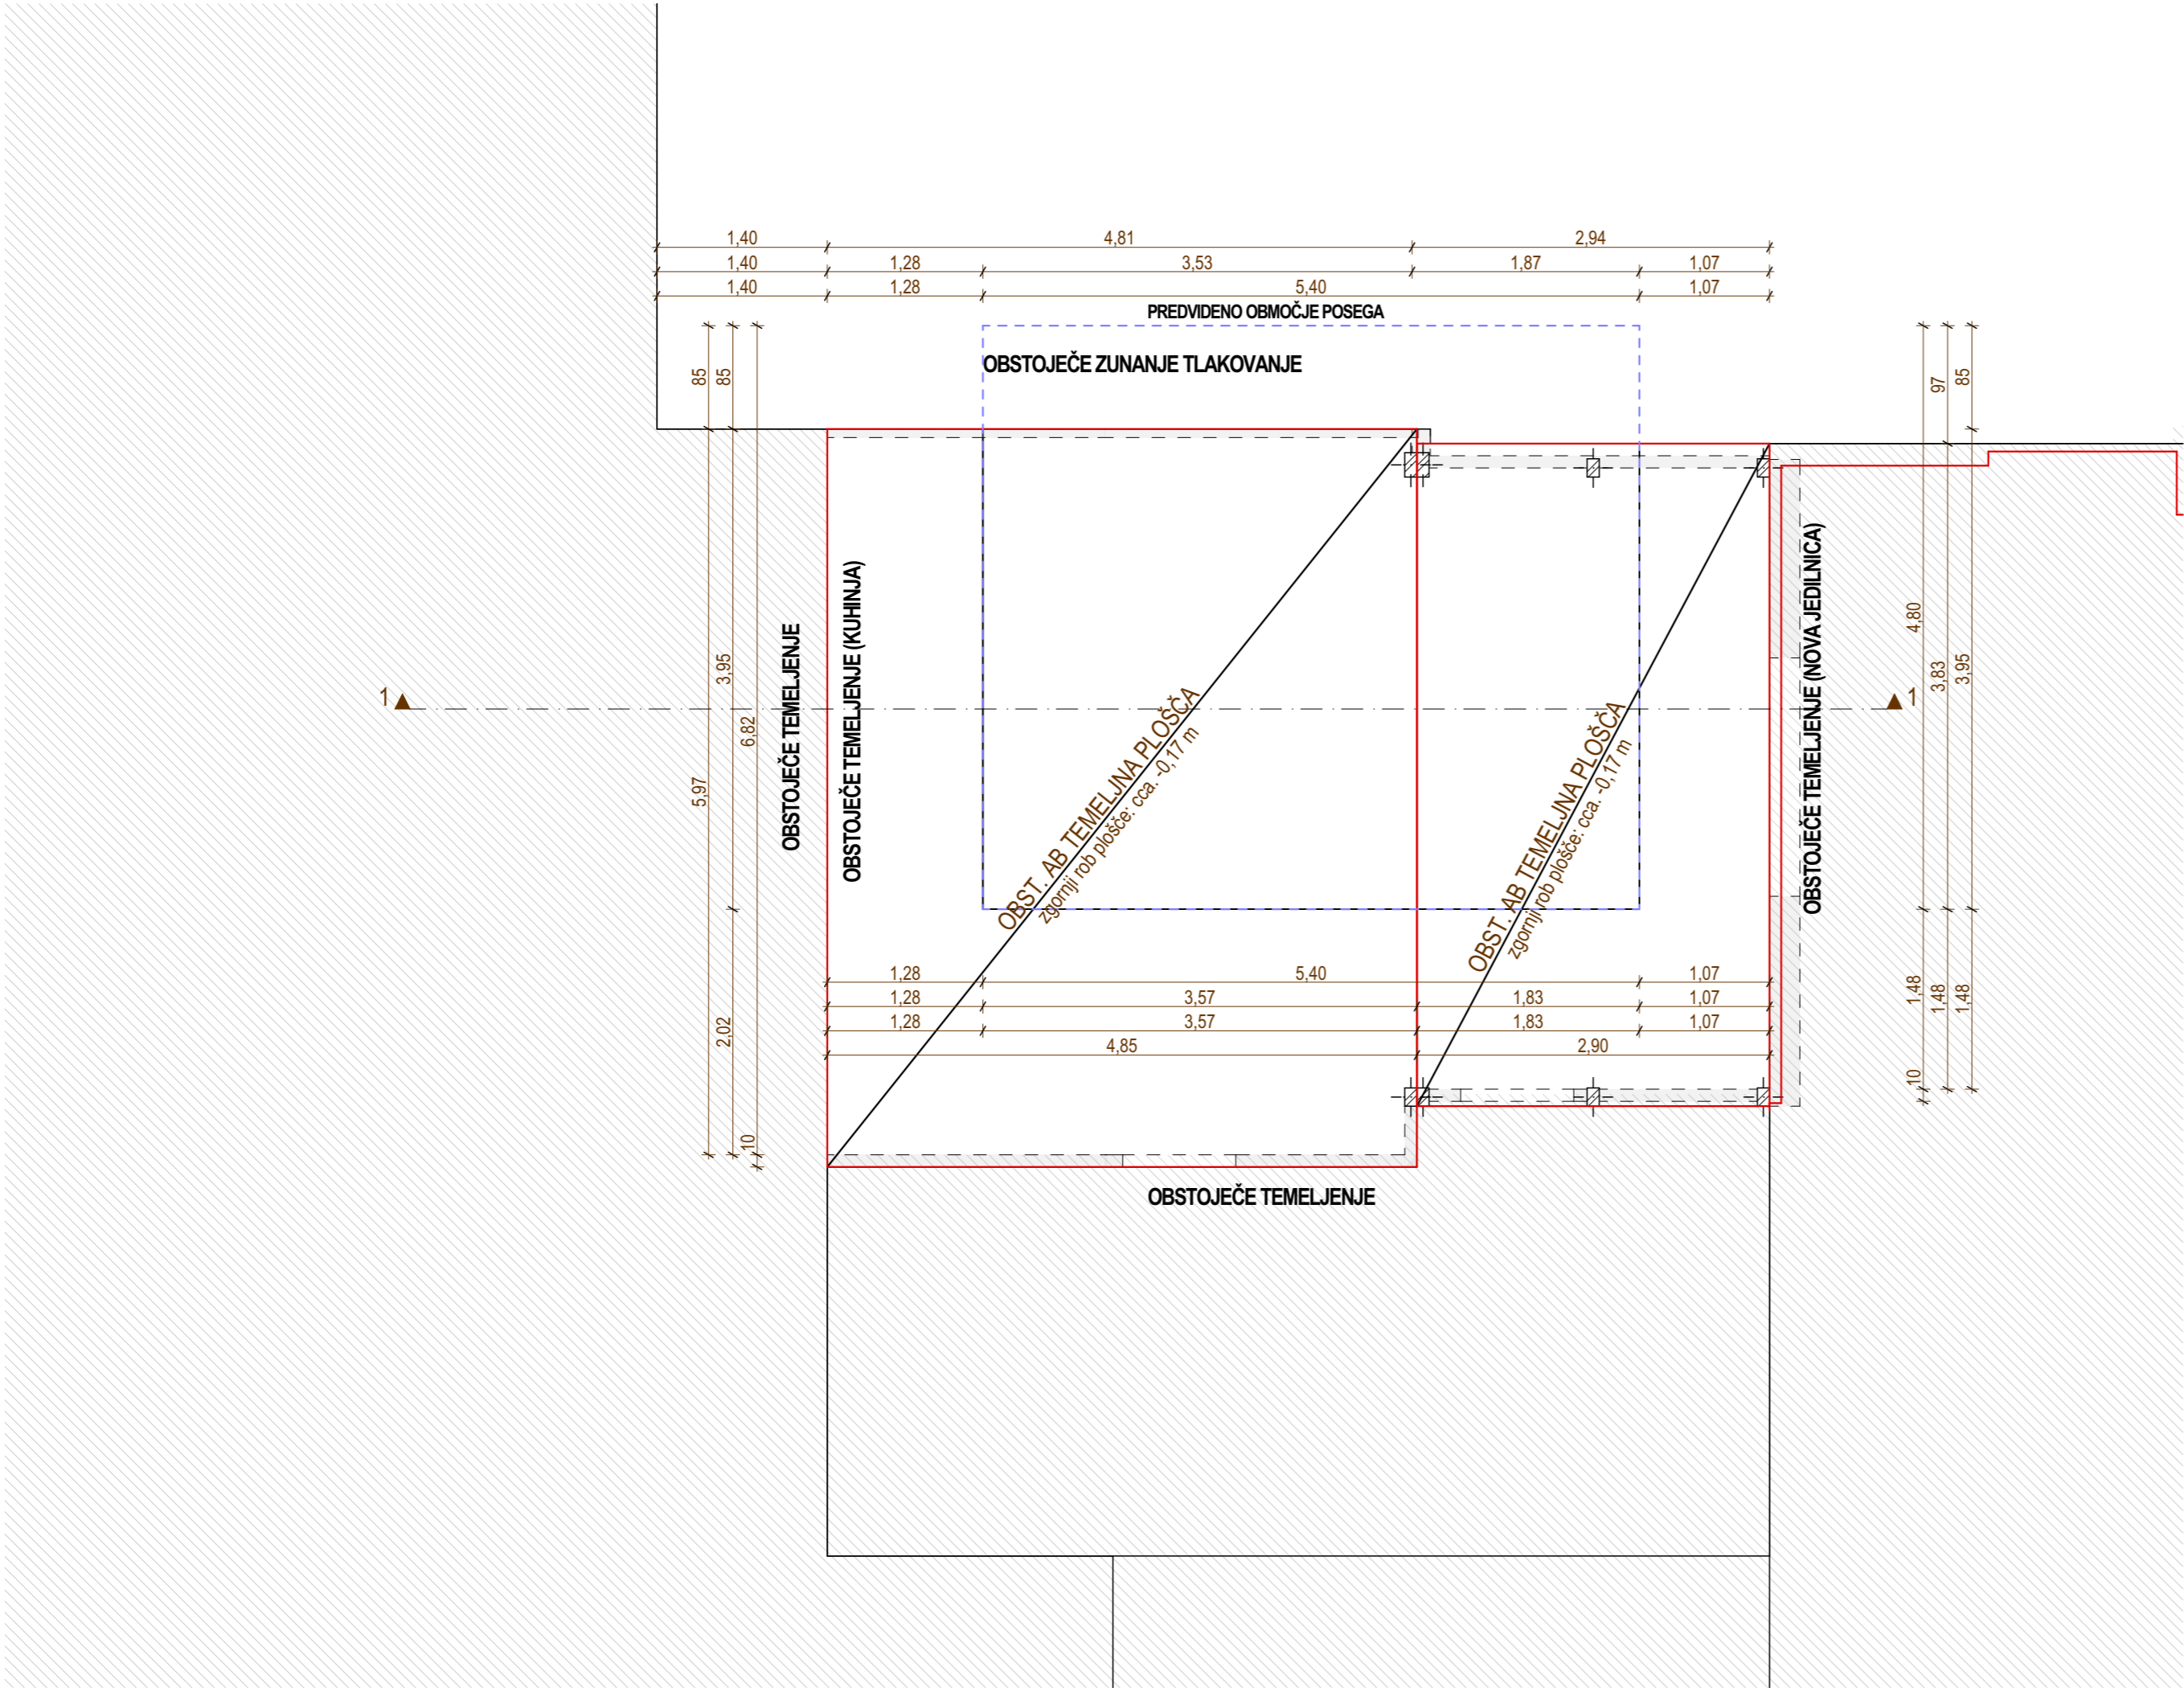 1,40 4,81 2,94
1,40 1,28 3,53 1,87 1,07
1,40 1,28 5,40 1,07
PREDVIDENO OBMOČJE POSEGA
OBSTOJEČE ZUNANJE TLAKOVANJE
85
85
97
85
OBSTOJEČE TEMELJENJE
OBSTOJEČE TEMELJENJE (KUHINJA)
OBSTOJEČE TEMELJENJE (NOVA JEDILNICA)
4,80
3,83
3,95
3,95
6,82
5,97
1
1
OBST. AB TEMELJNA PLOŠČA
zgornji rob plošče: cca. -0,17 m
OBST. AB TEMELJNA PLOŠČA
zgornji rob plošče: cca. -0,17 m
1,28 5,40 1,07
1,28 3,57 1,83 1,07
1,28 3,57 1,83 1,07
4,85 2,90
1,48
1,48
1,48
2,02
10
10
OBSTOJEČE TEMELJENJE